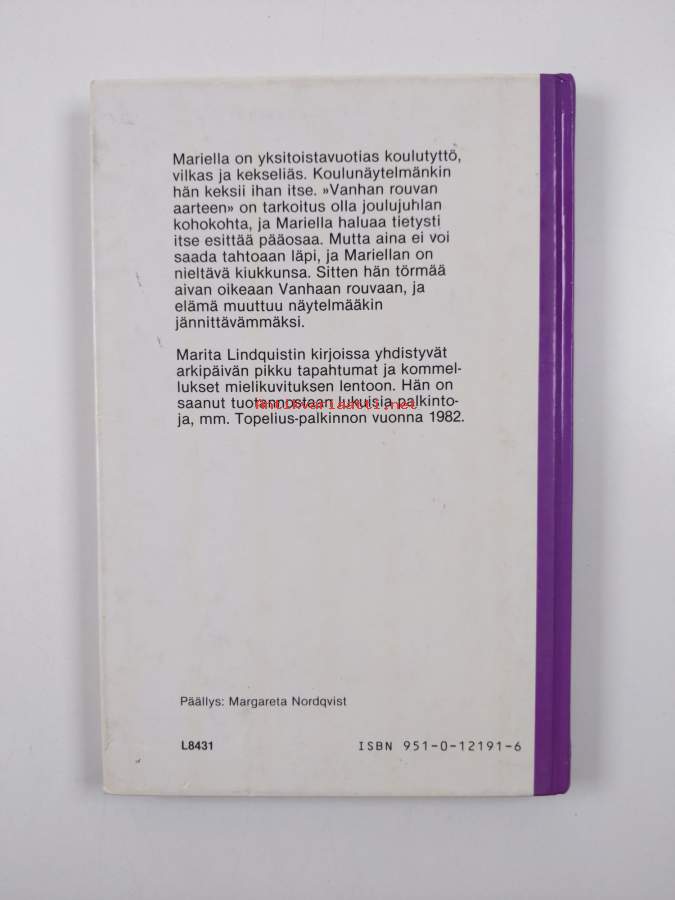 Mariella on yksitoistavuotias koulutyttö,
vilkas ja kekseliäs. Koulunäytelmänkin
hän keksii ihan itse. »Vanhan rouvan
aarteen» on tarkoitus olla joulujuhlan
kohokohta, ja Mariella haluaa tietysti
itse esittää pääosaa. Mutta aina ei voi
saada tahtoaan läpi, ja Mariellan on
nieltävä kiukkunsa. Sitten hän törmää
aivan oikeaan Vanhaan rouvaan, ja
elämä muuttuu näytelmääkin
jännittävämmäksi.
Marita Lindquistin kirjoissa yhdistyvät
arkipäivän pikku tapahtumat ja kommel-
lukset mielikuvituksen lentoon. Hän on
saanut tuotannostaan lukuisia palkinto-
ja, mm. Topelius-palkinnon vuonna 1982.
Antikvariaatti.net
Päällys: Margareta Nordqvist
L8431 ISBN 951-0-12191-6